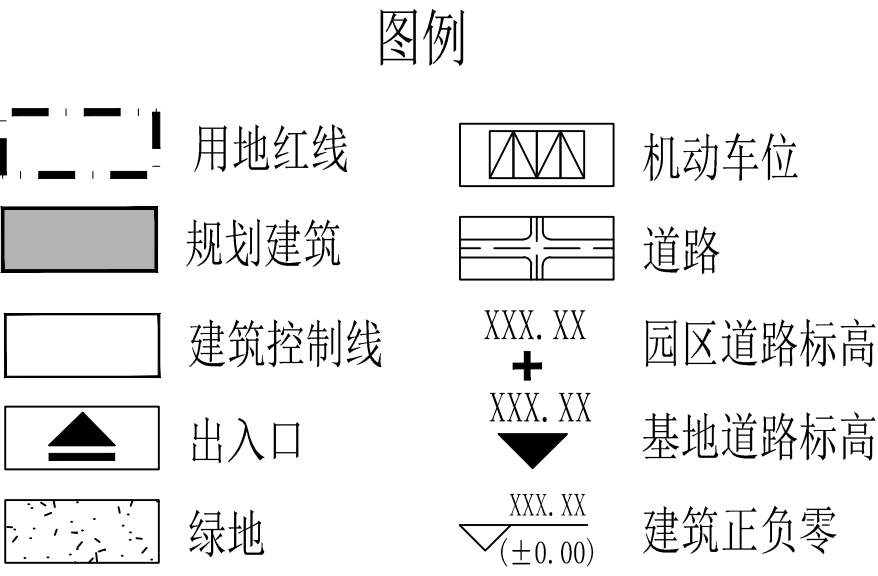 图例
用地红线
机动车位
规划建筑
道路
建筑控制线
XXX.XX
园区道路标高
出入口
XXX.XX
基地道路标高
绿地
XXX.XX
(±0.00)
建筑正负零